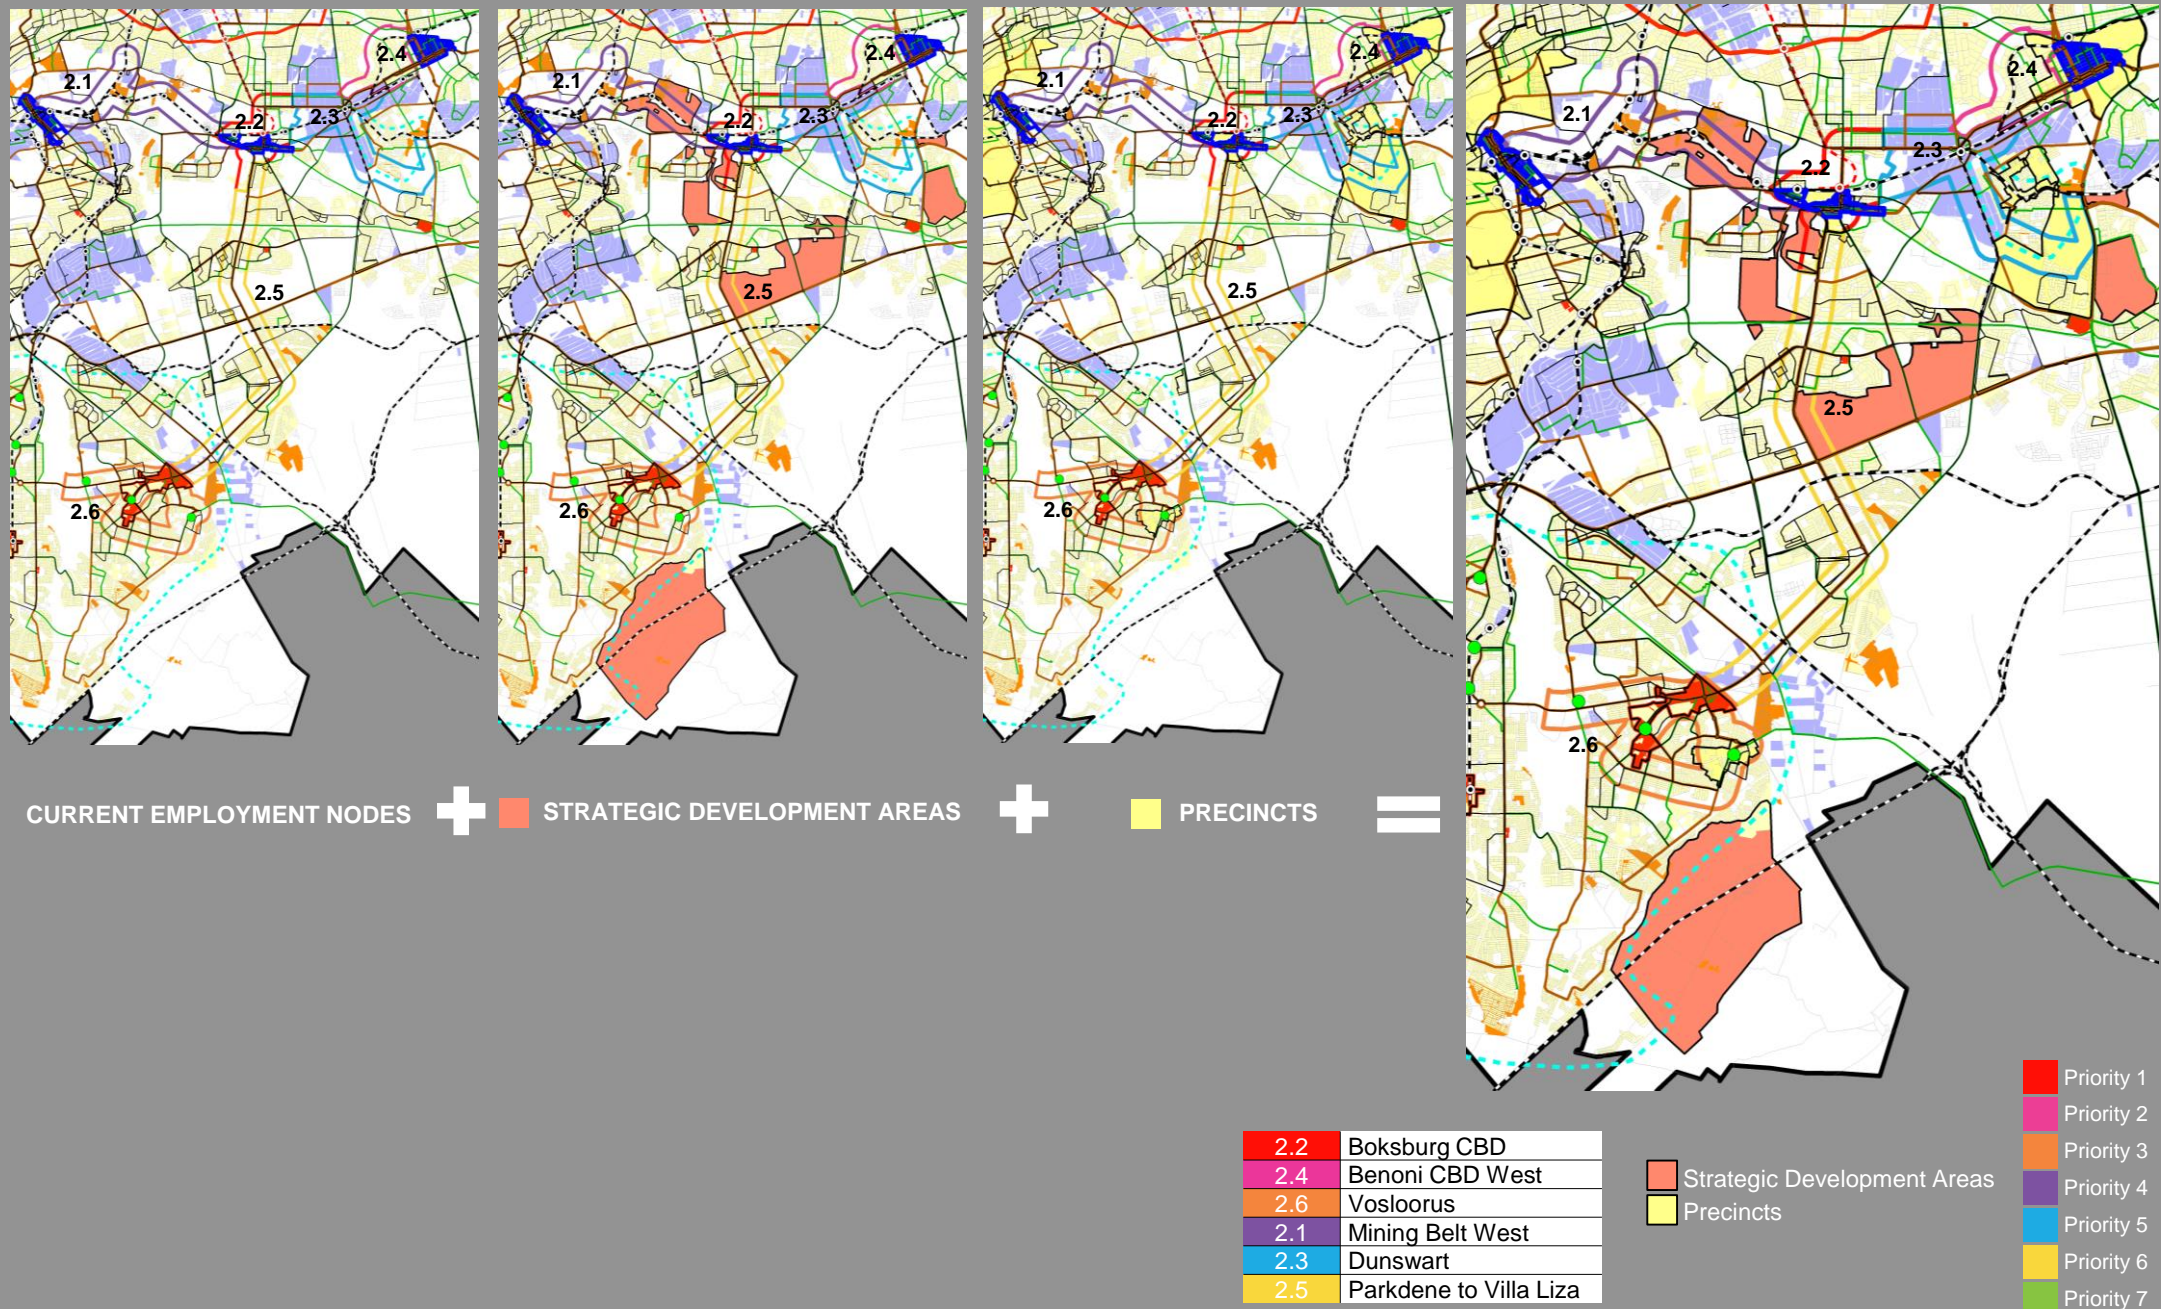 2.1
2.2
2.3
2.4
2.5
2.6
2.1
2.2
2.3
2.4
2.5
2.6
2.1
2.2
2.3
2.4
2.5
2.6
2.1
2.2
2.3
2.4
2.5
2.6
CURRENT EMPLOYMENT NODES
STRATEGIC DEVELOPMENT AREAS
PRECINCTS
2.2 Boksburg CBD
2.4 Benoni CBD West
2.6 Vosloorus
2.1 Mining Belt West
2.3 Dunswart
2.5 Parkdene to Villa Liza
Strategic Development Areas
Precincts
Priority 1
Priority 2
Priority 3
Priority 4
Priority 5
Priority 6
Priority 7